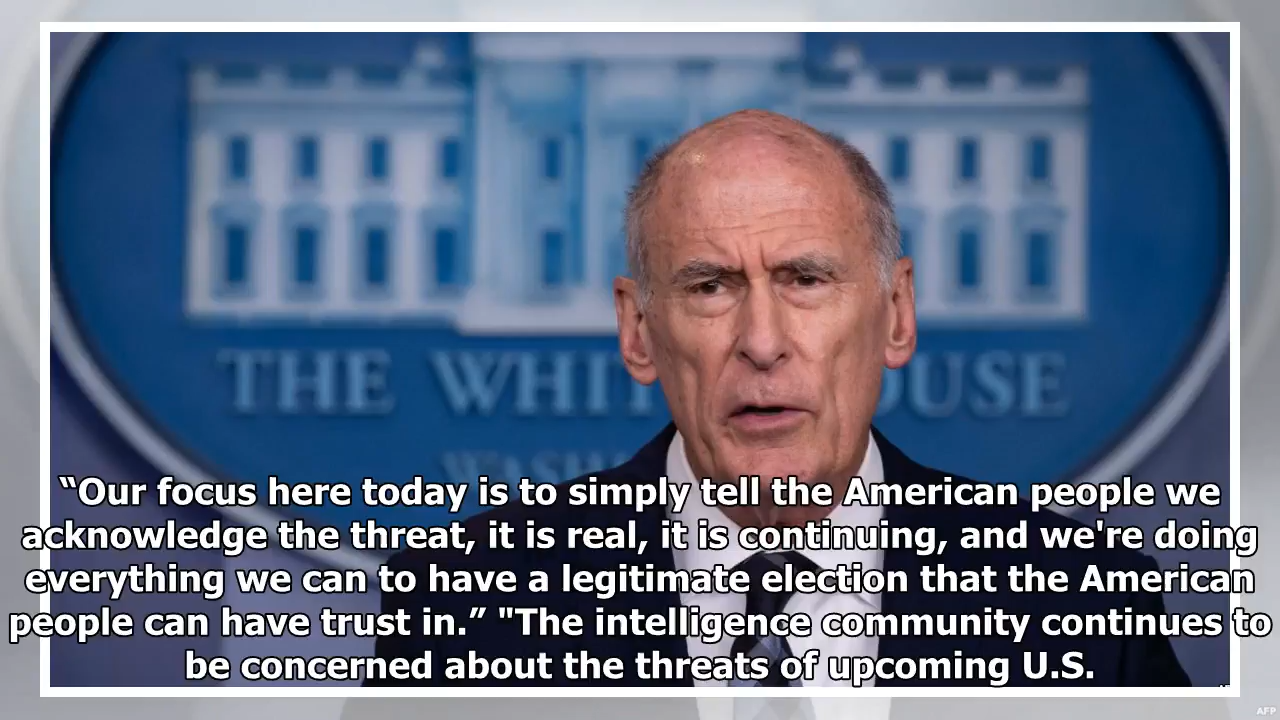 THE WHI OUSE
WASHI
“Our focus here today is to simply tell the American people we
acknowledge the threat, it is real, it is continuing, and we're doing
everything we can to have a legitimate election that the American
people can have trust in.” "The intelligence community continues to
be concerned about the threats of upcoming U.S.
AFP